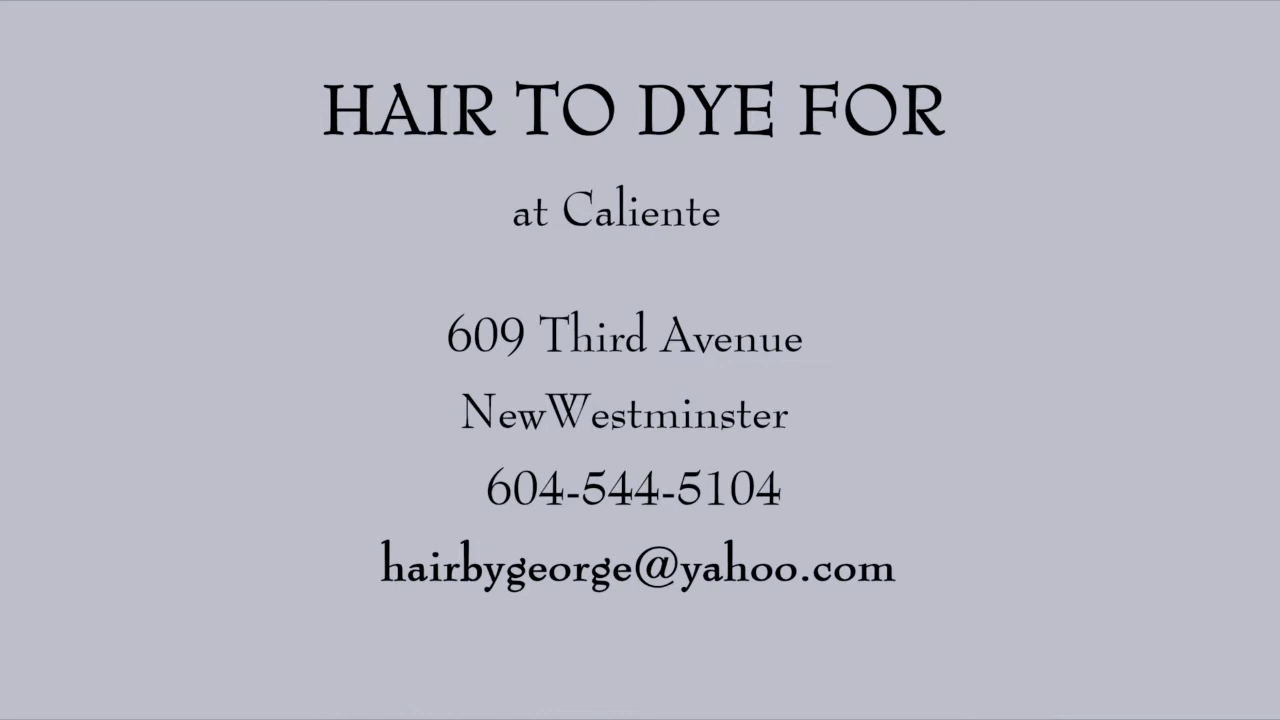 HAIR TO DYE FOR
at Caliente
609 Third Avenue
NewWestminster
604-544-5104
hairbygeorge@yahoo.com